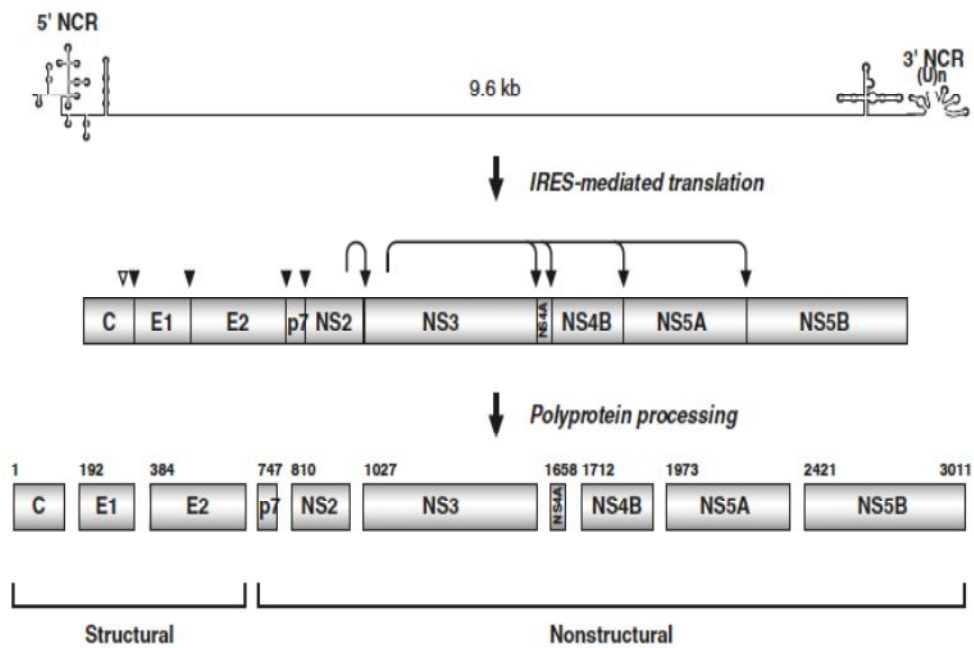 5' NCR
3' NCR
(U)n
9.6 kb
IRES-mediated translation
C E1 E2 p7 NS2 NS3 NS4A NS4B NS5A NS5B
Polyprotein processing
1 192 384 747 810 1027 1658 1712 1973 2421 3011
C E1 E2 p7 NS2 NS3 NS4A NS4B NS5A NS5B
Structural Nonstructural